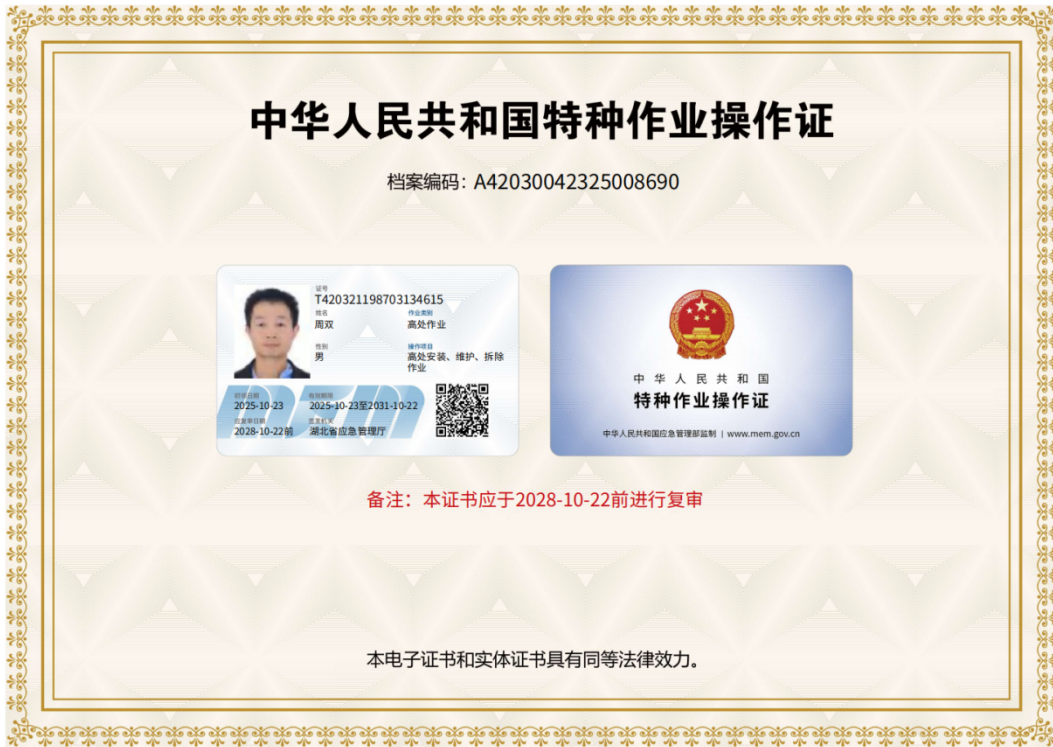 中华人民共和国特种作业操作证
档案编码：A42030042325008690
证号
T420321198703134615
姓名
周双
作业类别
高处作业
性别
男
操作项目
高处安装、维护、拆除
作业
初领日期
2025-10-23
有效期限
2025-10-23至2031-10-22
应复审日期
2028-10-22前
签发机关
湖北省应急管理厅
MEM
中华人民共和国
特种作业操作证
中华人民共和国应急管理部监制 | www.mem.gov.cn
备注：本证书应于2028-10-22前进行复审
本电子证书和实体证书具有同等法律效力。